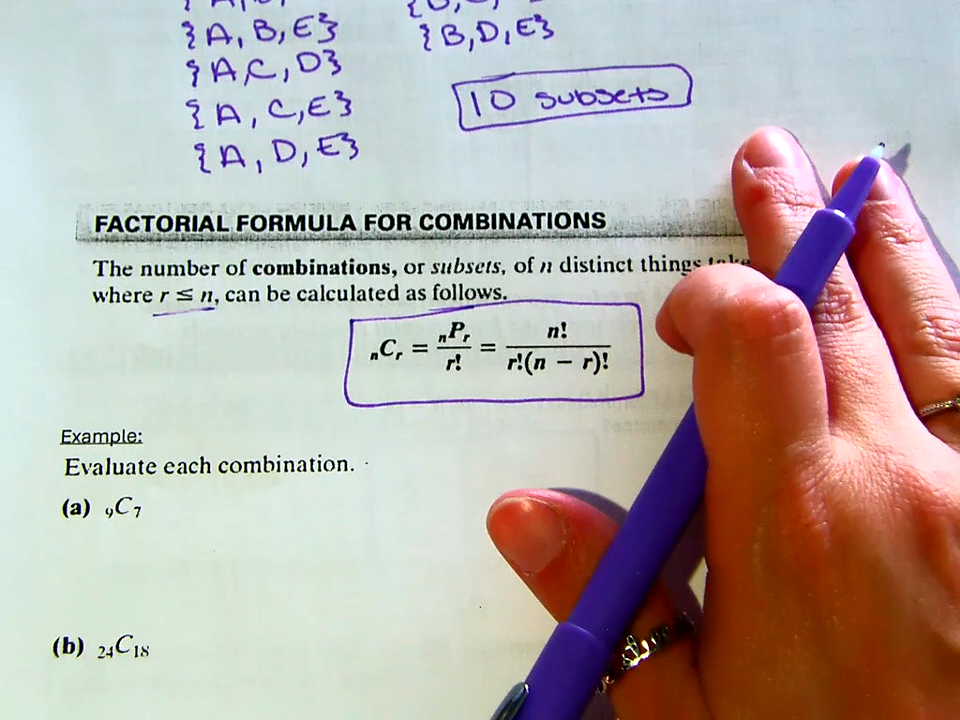 {A, B, E}
{B, D, E}
{A, C, D}
{A, C, E}
10 subsets
{A, D, E}
FACTORIAL FORMULA FOR COMBINATIONS
The number of combinations, or subsets, of n distinct things
where r ≤ n, can be calculated as follows.
nCr = nPr / r! = n! / r!(n − r)!
Example:
Evaluate each combination.
(a) 9C7
(b) 24C18